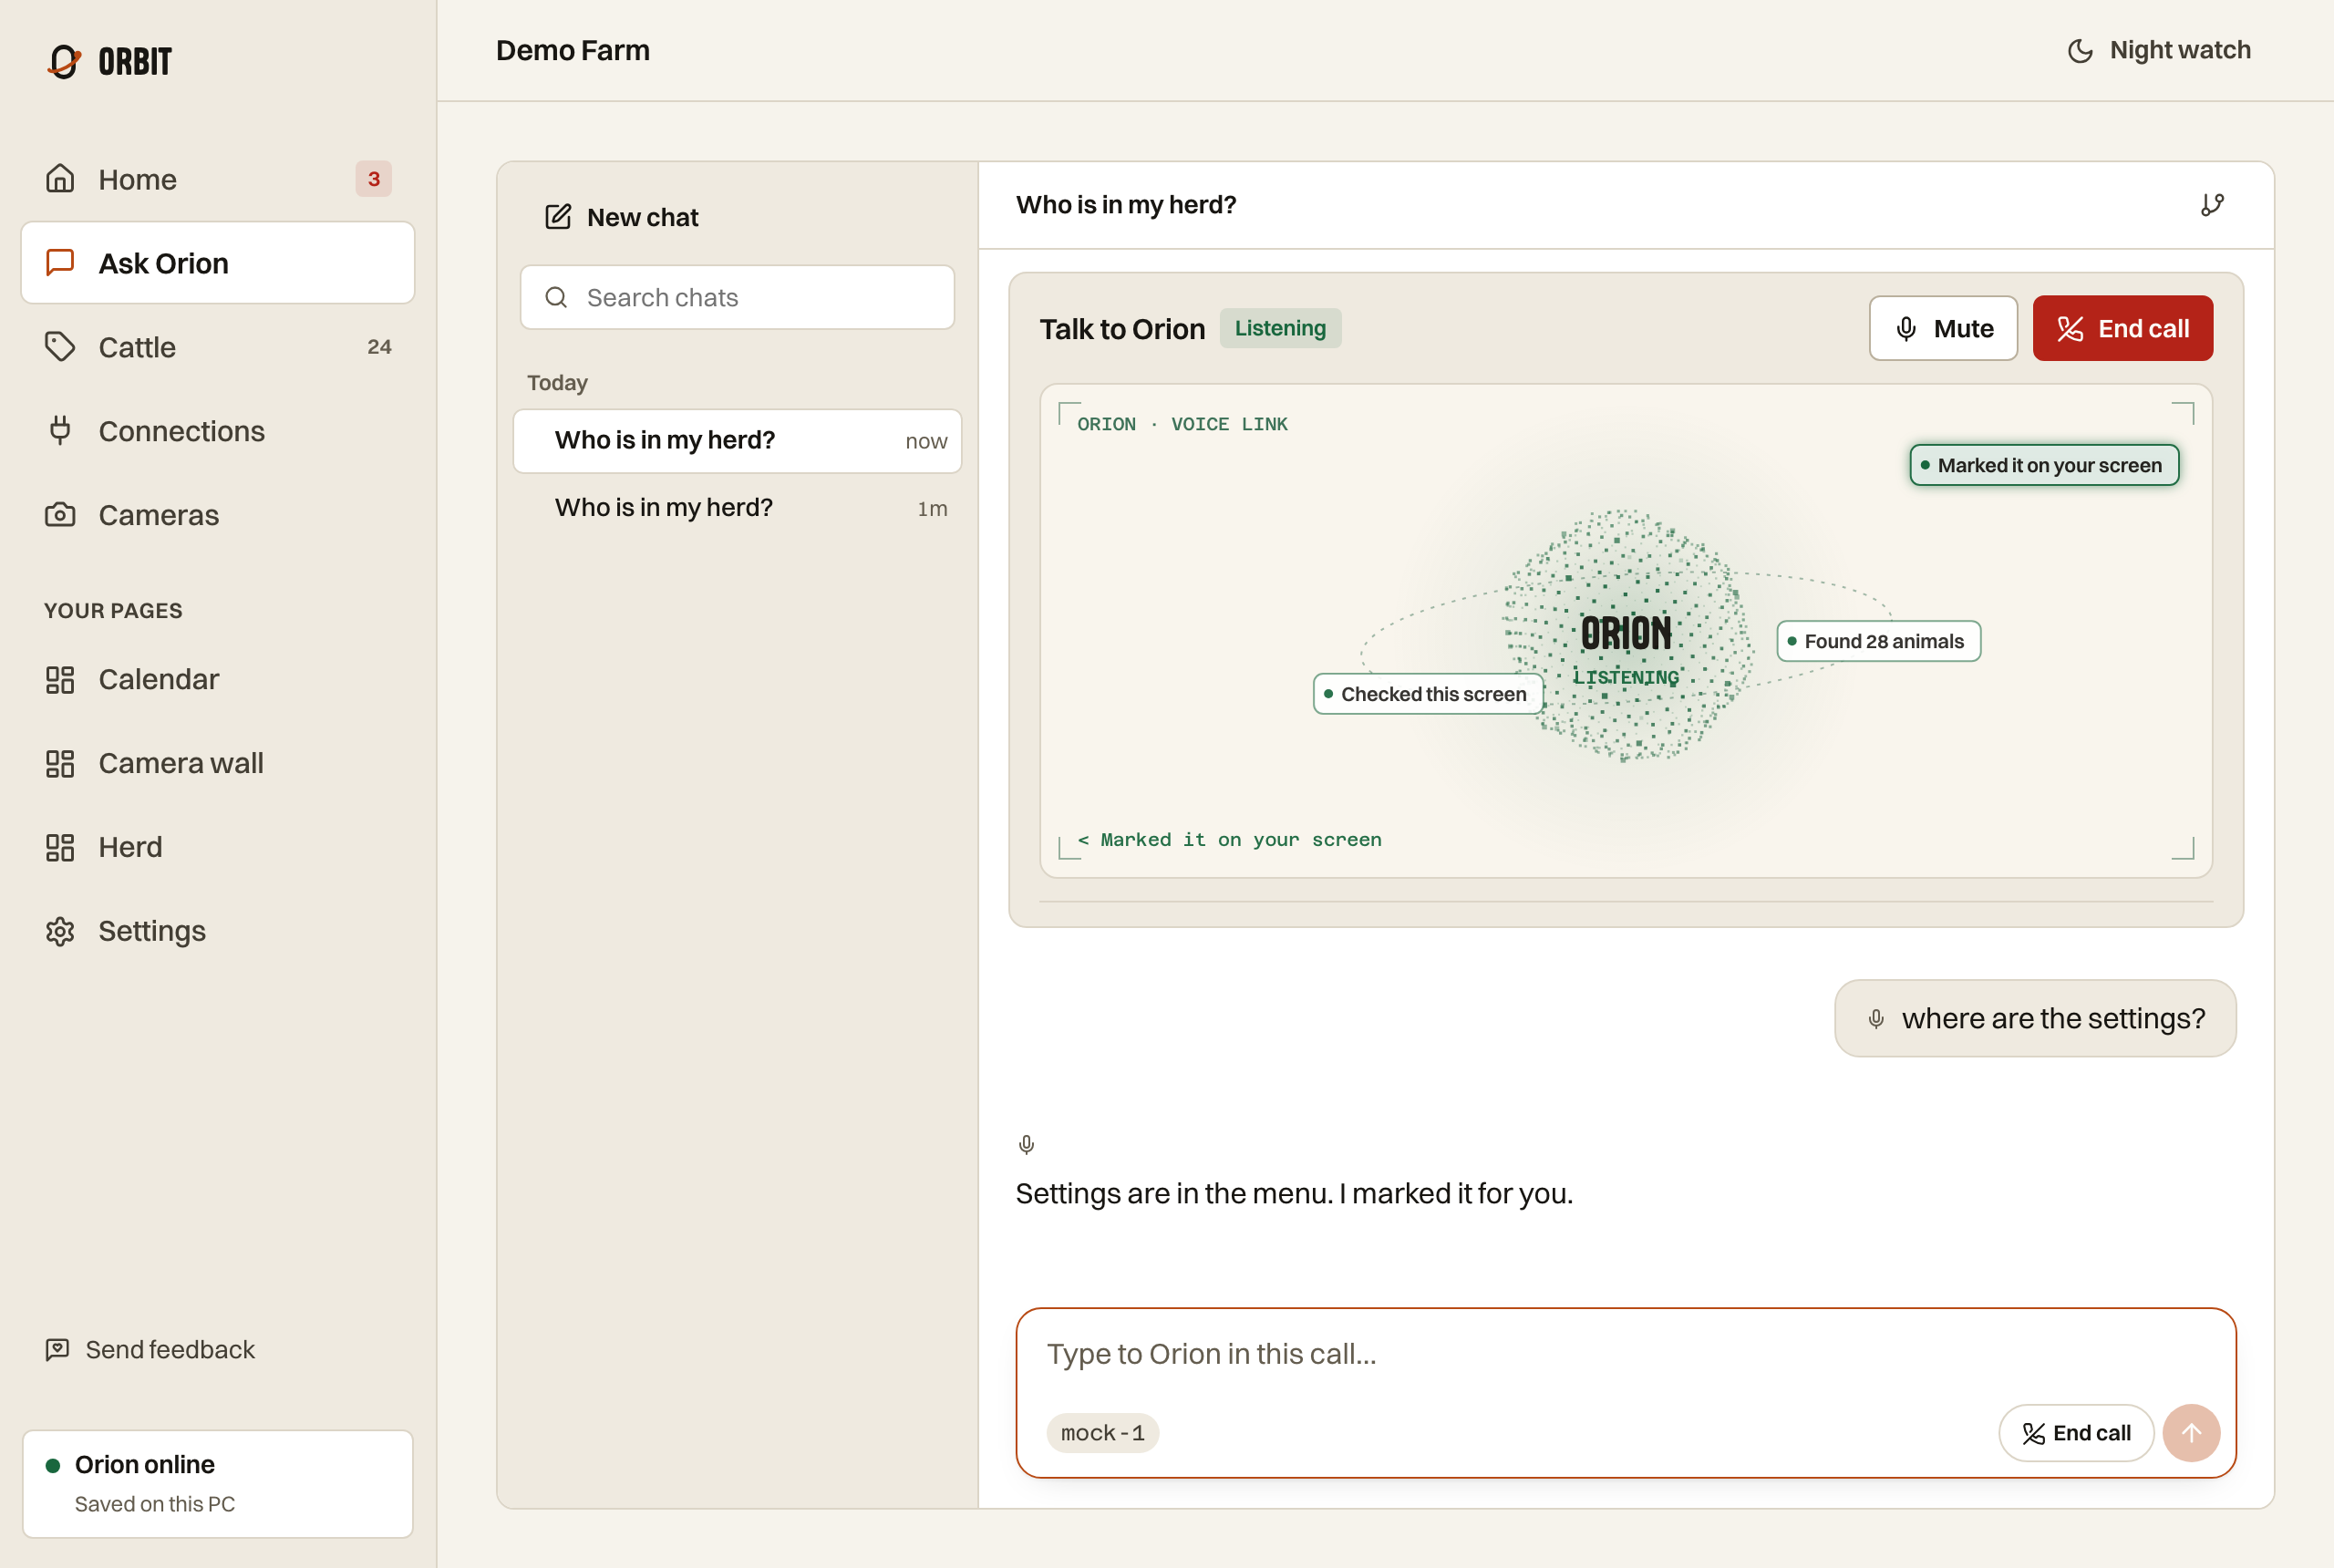 ORBIT
Home 3
Ask Orion
Cattle 24
Connections
Cameras
YOUR PAGES
Calendar
Camera wall
Herd
Settings
Send feedback
Orion online
Saved on this PC
Demo Farm
Night watch
New chat
Search chats
Today
Who is in my herd? now
Who is in my herd? 1m
Who is in my herd?
Talk to Orion Listening
Mute
End call
ORION · VOICE LINK
Marked it on your screen
ORION
LISTENING
Found 28 animals
Checked this screen
< Marked it on your screen
where are the settings?
Settings are in the menu. I marked it for you.
Type to Orion in this call...
mock-1
End call